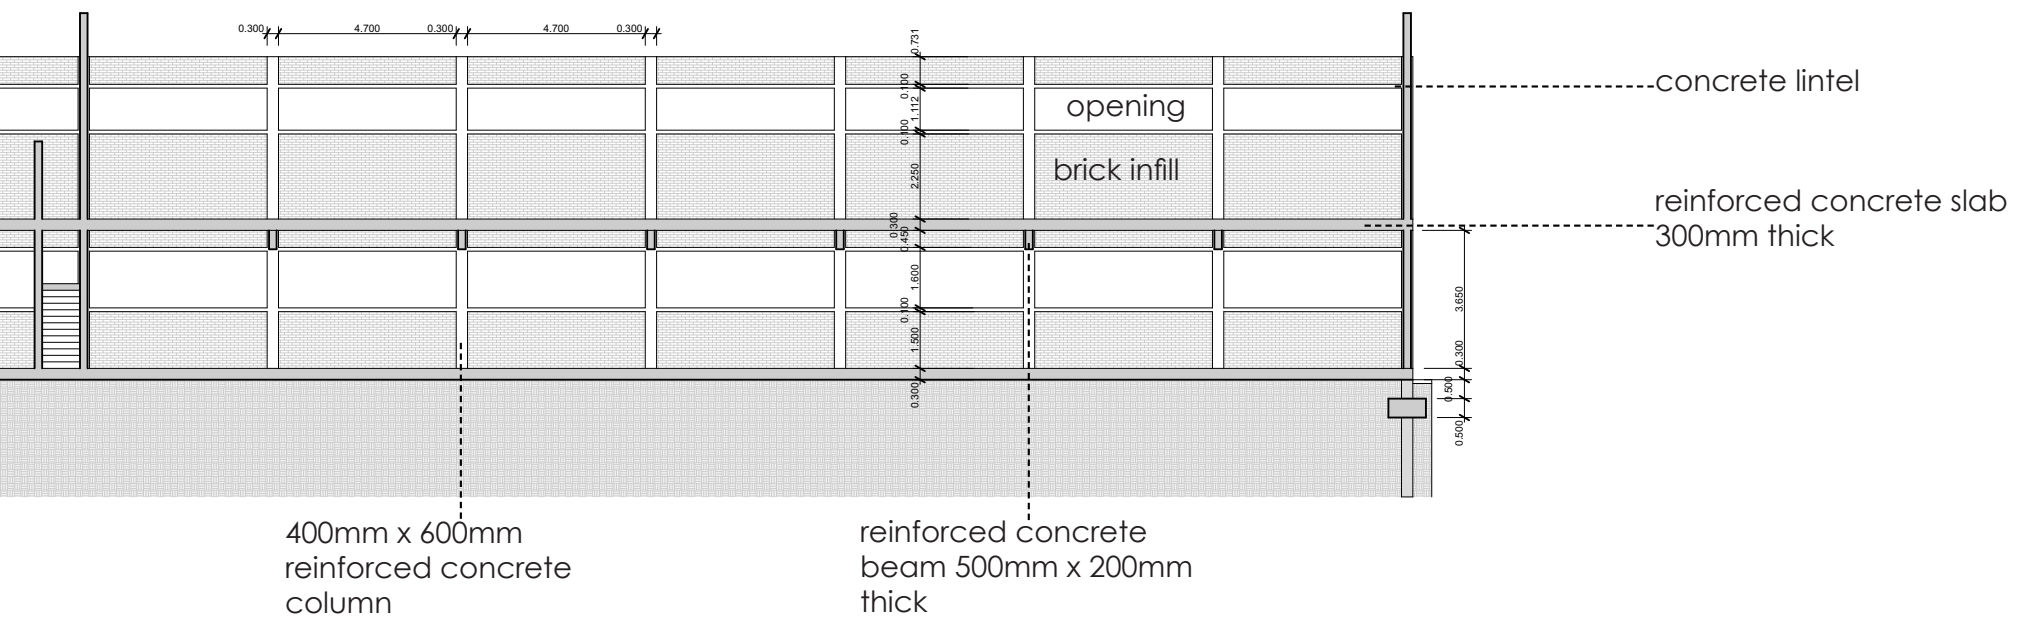 0.300
4.700
0.300
4.700
0.300
0.731
0.100
1.112
0.100
2.250
0.300
0.450
1.600
0.100
1.500
0.300
opening
brick infill
concrete lintel
reinforced concrete slab
300mm thick
3.650
0.300
0.500
0.500
400mm x 600mm
reinforced concrete
column
reinforced concrete
beam 500mm x 200mm
thick